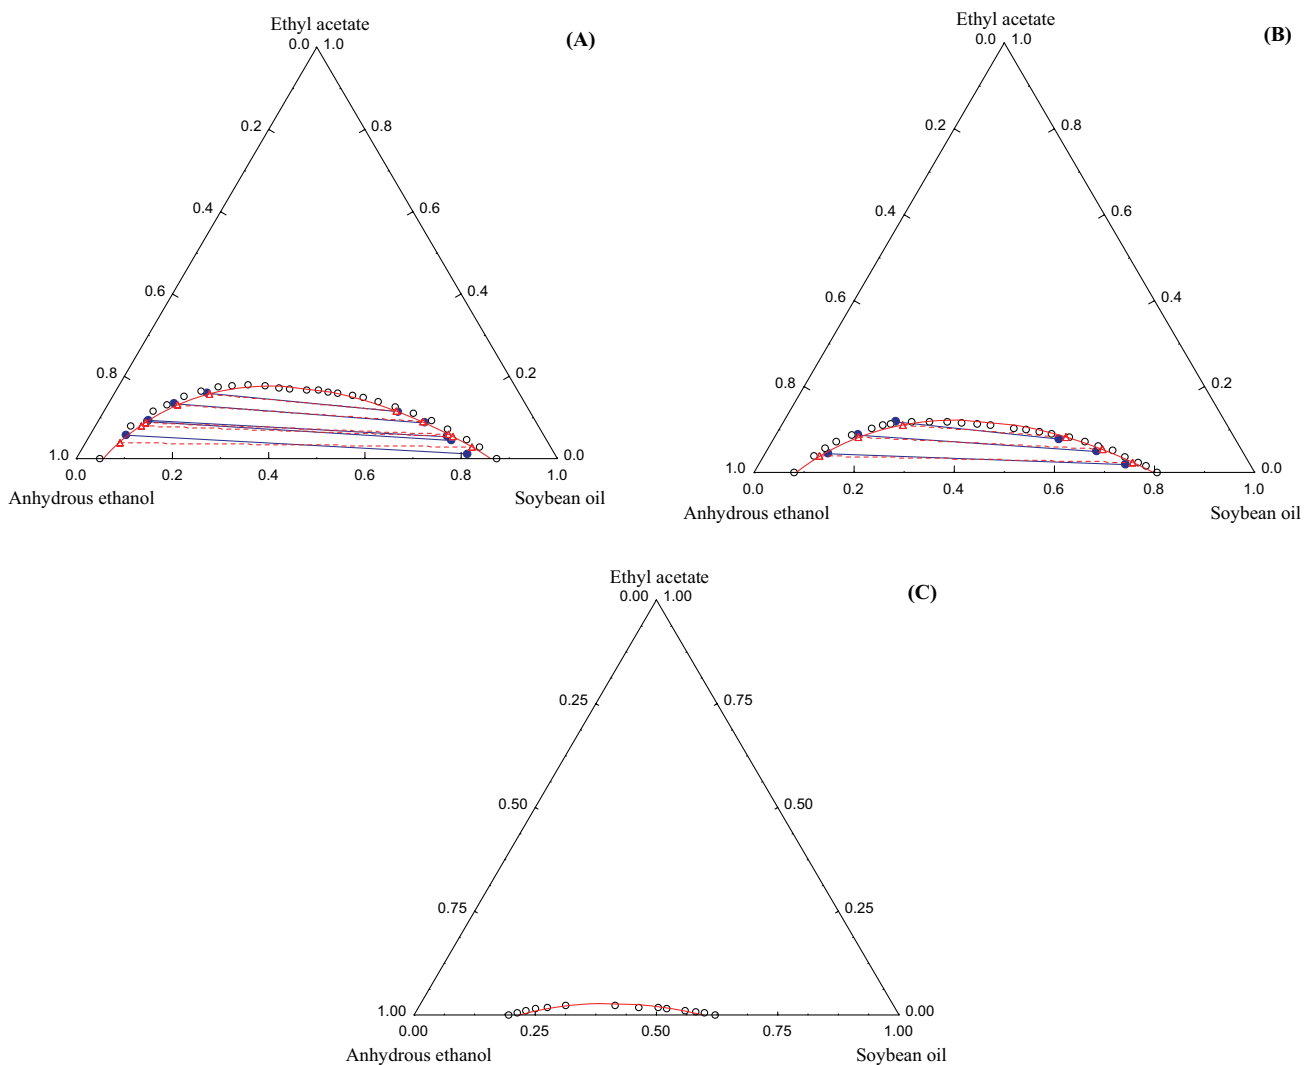 Ethyl acetate
0.0 1.0
(A)
0.2 0.8
0.4 0.6
0.6 0.4
0.8 0.2
1.0 0.0
0.0 0.2 0.4 0.6 0.8 1.0
Anhydrous ethanol Soybean oil
Ethyl acetate
0.0 1.0
(B)
0.2 0.8
0.4 0.6
0.6 0.4
0.8 0.2
1.0 0.0
0.0 0.2 0.4 0.6 0.8 1.0
Anhydrous ethanol Soybean oil
Ethyl acetate
0.00 1.00
(C)
0.25 0.75
0.50 0.50
0.75 0.25
1.00 0.00
0.00 0.25 0.50 0.75 1.00
Anhydrous ethanol Soybean oil